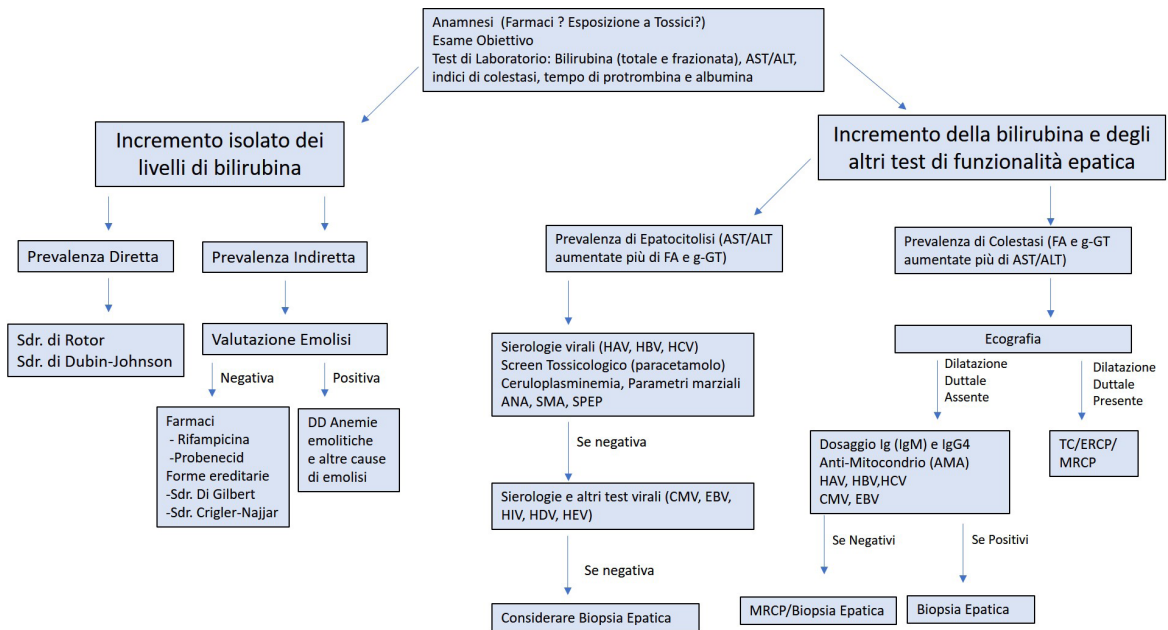 Anamnesi (Farmaci ? Esposizione a Tossici?)
Esame Obiettivo
Test di Laboratorio: Bilirubina (totale e frazionata), AST/ALT,
indici di colestasi, tempo di protrombina e albumina
Incremento isolato dei
livelli di bilirubina
Incremento della bilirubina e degli
altri test di funzionalità epatica
Prevalenza Diretta
Prevalenza Indiretta
Prevalenza di Epatocitolisi (AST/ALT
aumentate più di FA e g-GT)
Prevalenza di Colestasi (FA e g-GT
aumentate più di AST/ALT)
Sdr. di Rotor
Sdr. di Dubin-Johnson
Valutazione Emolisi
Negativa
Positiva
Farmaci
- Rifampicina
-Probenecid
Forme ereditarie
-Sdr. Di Gilbert
-Sdr. Crigler-Najjar
DD Anemie
emolitiche
e altre cause
di emolisi
Sierologie virali (HAV, HBV, HCV)
Screen Tossicologico (paracetamolo)
Ceruloplasminemia, Parametri marziali
ANA, SMA, SPEP
Se negativa
Sierologie e altri test virali (CMV, EBV,
HIV, HDV, HEV)
Se negativa
Considerare Biopsia Epatica
Ecografia
Dilatazione
Duttale
Assente
Dilatazione
Duttale
Presente
Dosaggio Ig (IgM) e IgG4
Anti-Mitocondrio (AMA)
HAV, HBV,HCV
CMV, EBV
TC/ERCP/
MRCP
Se Negativi
Se Positivi
MRCP/Biopsia Epatica
Biopsia Epatica